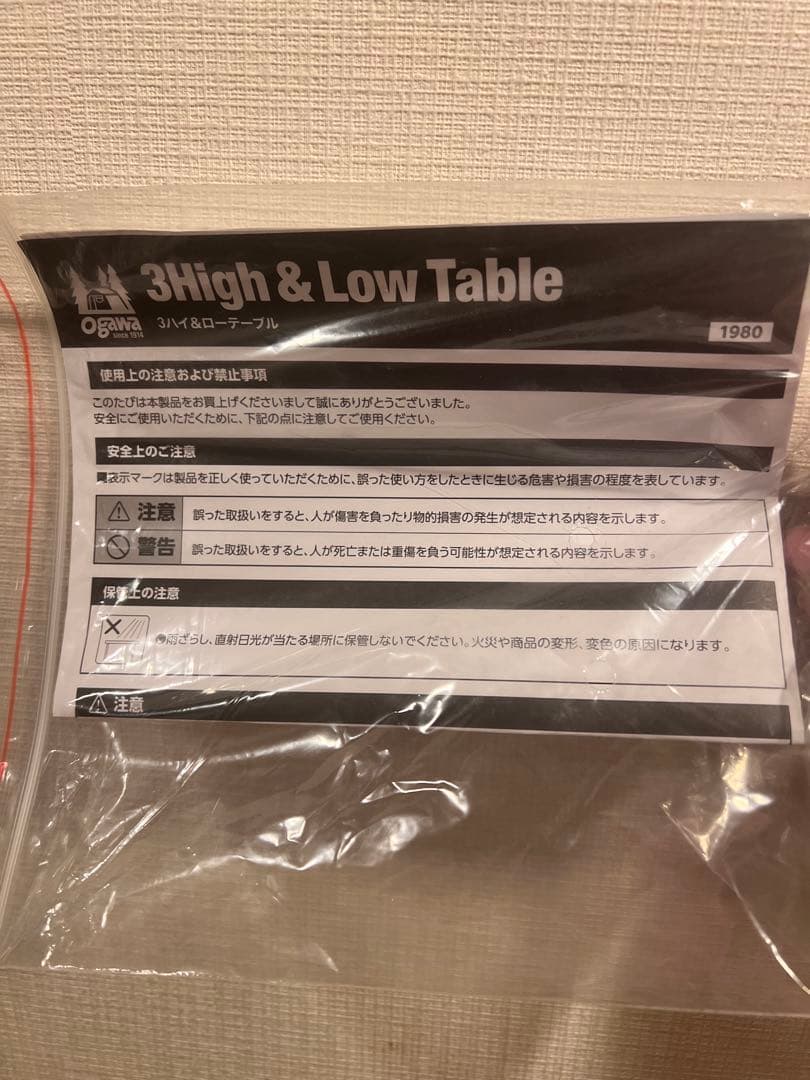 3High & Low Table
ogawa
since 1914
3ハイ&ローテーブル
1980
使用上の注意および禁止事項
このたびは本製品をお買上げくださいまして誠にありがとうございました。
安全にご使用いただくために、下記の点に注意してご使用ください。
安全上のご注意
■表示マークは製品を正しく使っていただくために、誤った使い方をしたときに生じる危害や損害の程度を表しています。
注意 誤った取扱いをすると、人が傷害を負ったり物的損害の発生が想定される内容を示します。
警告 誤った取扱いをすると、人が死亡または重傷を負う可能性が想定される内容を示します。
保管上の注意
●雨ざらし、直射日光が当たる場所に保管しないでください。火災や商品の変形、変色の原因になります。
注意